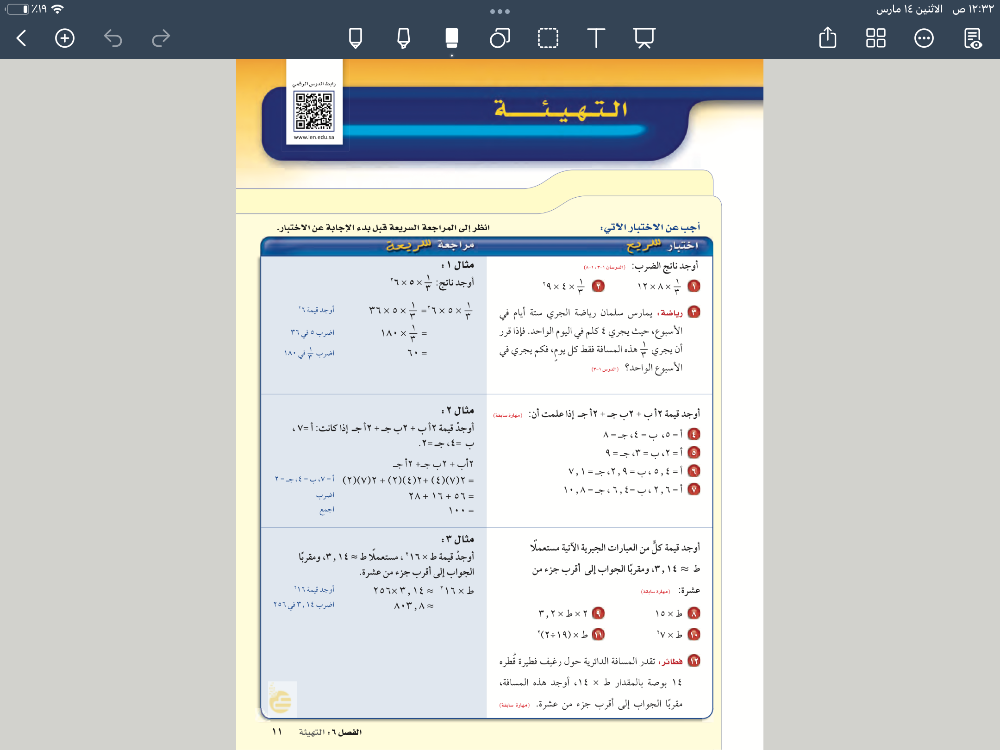 ١٢:٣٢ ص الاثنين ١٤ مارس
٪١٩
رابط الدرس الرقمي
www.ien.edu.sa
التهيئة
أجب عن الاختبار الآتي:
انظر إلى المراجعة السريعة قبل بدء الإجابة عن الاختبار.
اختبار سريع
مراجعة سريعة
أوجد ناتج الضرب: (الدرسان ١-٣، ١-٨)
١ ١/٣ × ٨ × ١٢
٢ ١/٣ × ٤ × ٩²
٣ رياضة: يمارس سلمان رياضة الجري ستة أيام في
الأسبوع، حيث يجري ٤ كلم في اليوم الواحد. فإذا قرر
أن يجري ١/٣ هذه المسافة فقط كل يومٍ، فكم يجري في
الأسبوع الواحد؟ (الدرس ١-٣)
مثال ١:
أوجد ناتج: ١/٣ × ٥ × ٦²
١/٣ × ٥ × ٦² = ١/٣ × ٥ × ٣٦ أوجد قيمة ٦²
= ١/٣ × ١٨٠ اضرب ٥ في ٣٦
= ٦٠ اضرب ١/٣ في ١٨٠
أوجد قيمة ٢أ ب + ٢ب جـ + ٢أ جـ إذا علمت أن: (مهارة سابقة)
٤ أ = ٥، ب = ٤، جـ = ٨
٥ أ = ٢، ب = ٣، جـ = ٩
٦ أ = ٥,٤، ب = ٢,٩، جـ = ٧,١
٧ أ = ٢,٦، ب = ٦,٤، جـ = ١٠,٨
مثال ٢:
أوجدْ قيمة ٢أ ب + ٢ب جـ + ٢أ جـ إذا كانت: أ = ٧،
ب = ٤، جـ = ٢.
٢أب + ٢ب جـ + ٢أ جـ
= ٢(٧)(٤) + ٢(٤)(٢) + ٢(٧)(٢) أ = ٧، ب = ٤، جـ = ٢
= ٥٦ + ١٦ + ٢٨ اضرب
= ١٠٠ اجمع
أوجد قيمة كلٍّ من العبارات الجبرية الآتية مستعملًا
ط ≈ ٣,١٤، ومقربًا الجواب إلى أقرب جزء من
عشرة: (مهارة سابقة)
٨ ط × ١٥
٩ ٢ × ط × ٣,٢
١٠ ط × ٧²
١١ ط × (١٩ ÷ ٢)²
١٢ فطائر: تقدر المسافة الدائرية حول رغيف فطيرة قُطره
١٤ بوصة بالمقدار ط × ١٤، أوجد هذه المسافة،
مقربًا الجواب إلى أقرب جزء من عشرة. (مهارة سابقة)
مثال ٣:
أوجدْ قيمة ط × ١٦²، مستعملًا ط ≈ ٣,١٤، ومقربًا
الجواب إلى أقرب جزء من عشرة.
ط × ١٦² ≈ ٣,١٤ × ٢٥٦ أوجد قيمة ١٦²
≈ ٨٠٣,٨ اضرب ٣,١٤ في ٢٥٦
الفصل ٦: التهيئة ١١